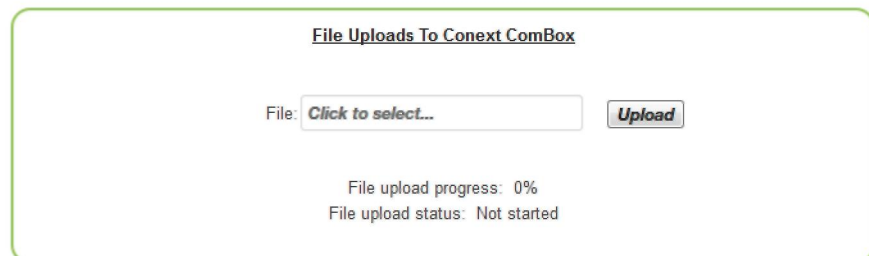 File Uploads To Conext ComBox
File: Click to select... Upload
File upload progress: 0%
File upload status: Not started